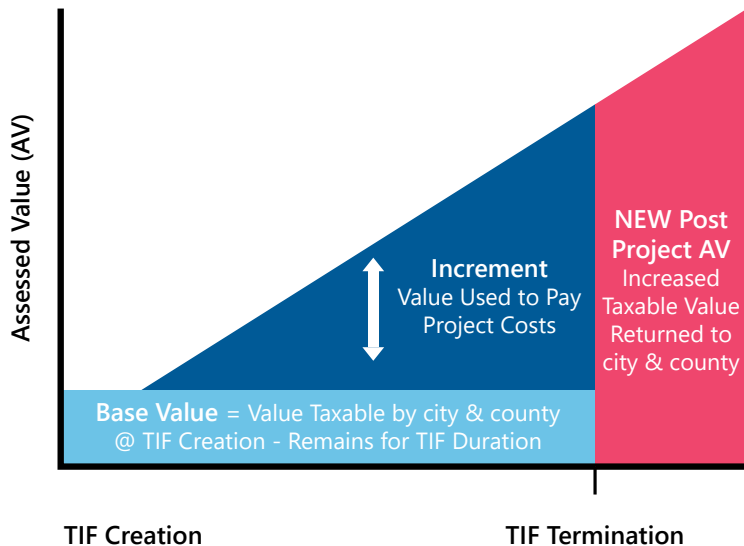 Assessed Value (AV)
NEW Post
Project AV
Increased
Taxable Value
Returned to
city & county
Increment
Value Used to Pay
Project Costs
Base Value = Value Taxable by city & county
@ TIF Creation - Remains for TIF Duration
TIF Creation
TIF Termination